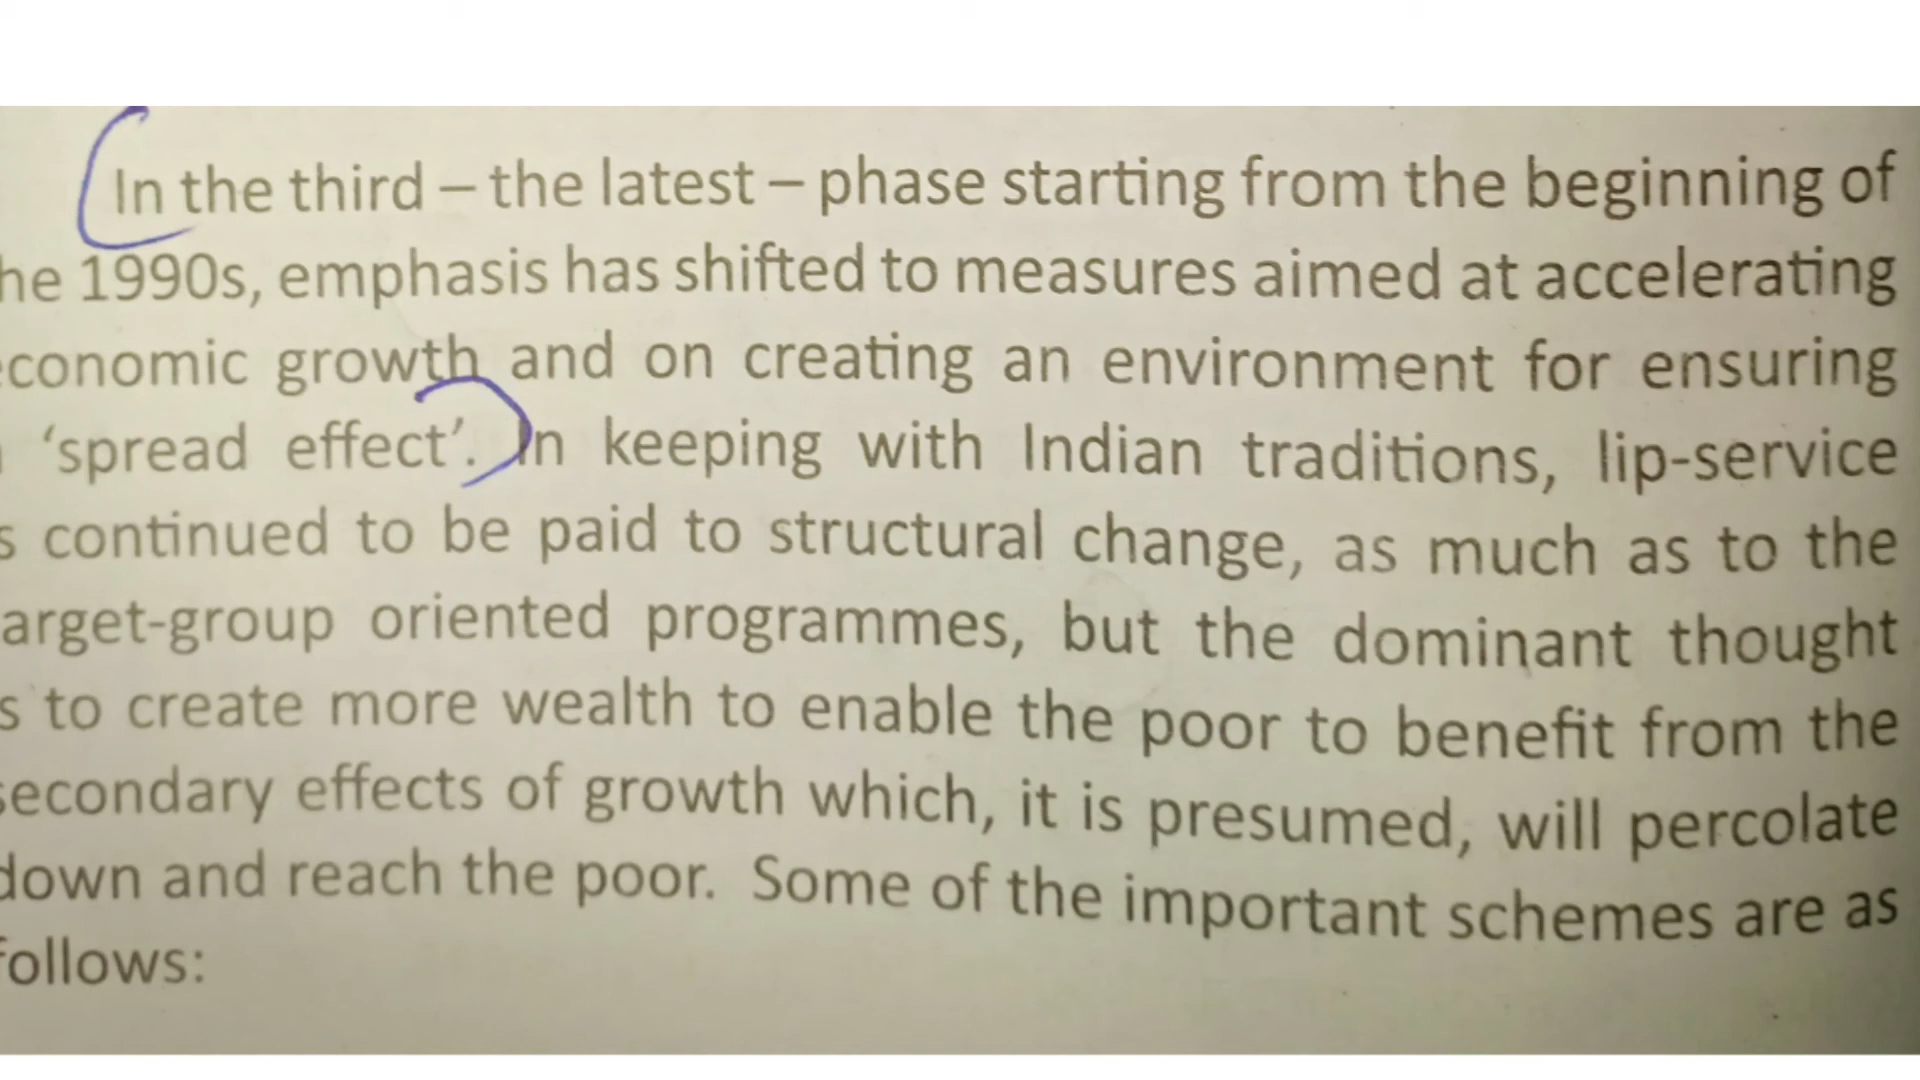 In the third – the latest – phase starting from the beginning of
he 1990s, emphasis has shifted to measures aimed at accelerating
conomic growth and on creating an environment for ensuring
‘spread effect’. In keeping with Indian traditions, lip-service
s continued to be paid to structural change, as much as to the
arget-group oriented programmes, but the dominant thought
s to create more wealth to enable the poor to benefit from the
secondary effects of growth which, it is presumed, will percolate
down and reach the poor. Some of the important schemes are as
follows: